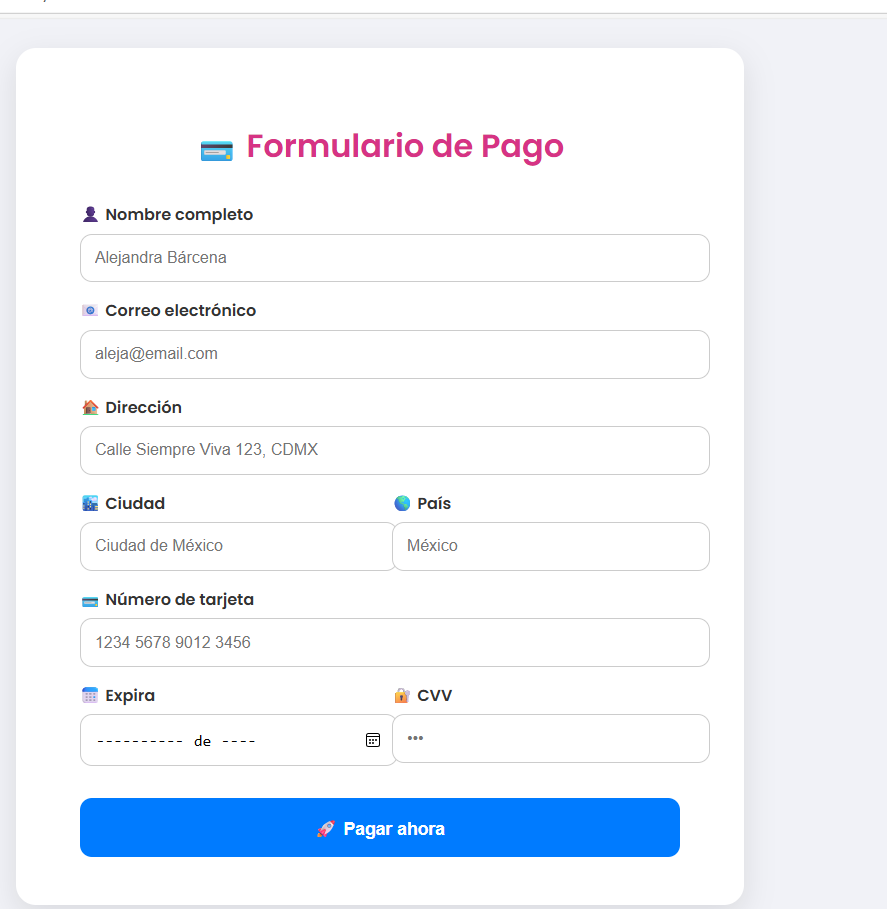 Formulario de Pago
Nombre completo
Alejandra Bárcena
Correo electrónico
aleja@email.com
Dirección
Calle Siempre Viva 123, CDMX
Ciudad País
Ciudad de México México
Número de tarjeta
1234 5678 9012 3456
Expira CVV
---------- de ---- •••
Pagar ahora